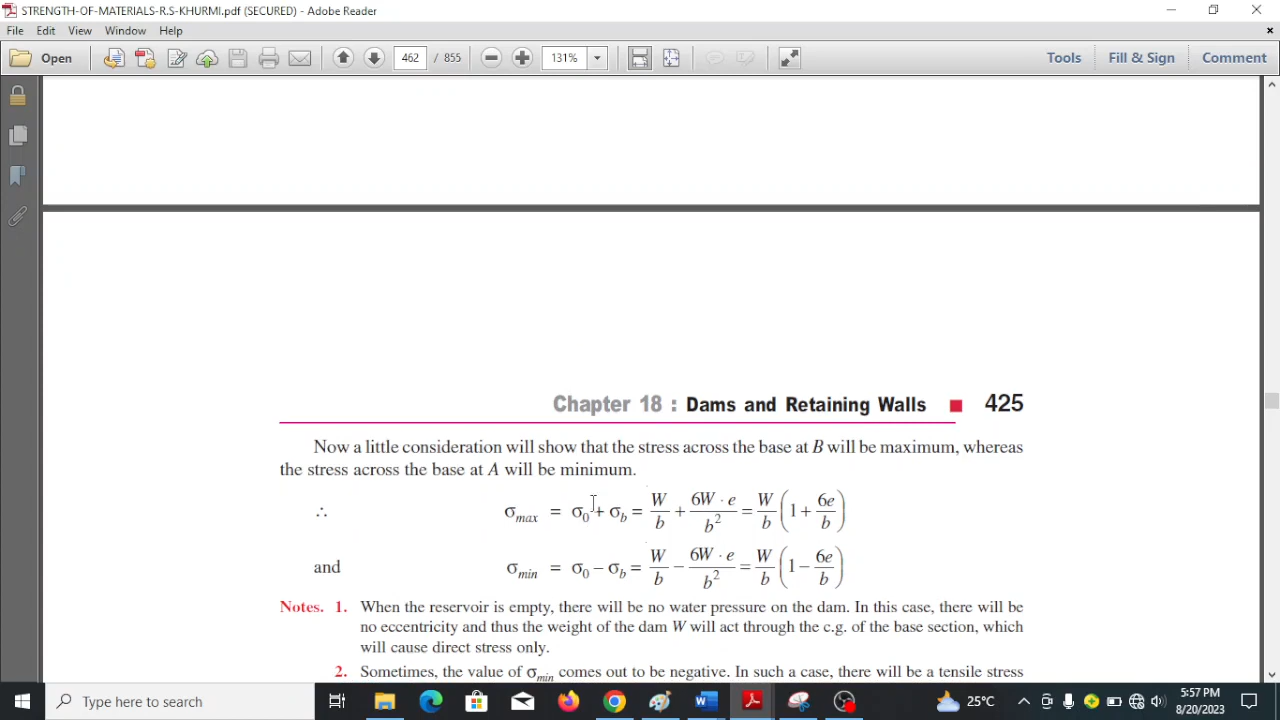 STRENGTH-OF-MATERIALS-R.S-KHURMI.pdf (SECURED) - Adobe Reader
File Edit View Window Help
Open 462 / 855 131% Tools Fill & Sign Comment
Chapter 18 : Dams and Retaining Walls ■ 425
Now a little consideration will show that the stress across the base at B will be maximum, whereas
the stress across the base at A will be minimum.
∴ σmax = σ0 + σb = W/b + 6W · e/b² = W/b (1 + 6e/b)
and σmin = σ0 – σb = W/b – 6W · e/b² = W/b (1 – 6e/b)
Notes. 1. When the reservoir is empty, there will be no water pressure on the dam. In this case, there will be
no eccentricity and thus the weight of the dam W will act through the c.g. of the base section, which
will cause direct stress only.
2. Sometimes, the value of σmin comes out to be negative. In such a case, there will be a tensile stress
Type here to search 25°C 5:57 PM
8/20/2023